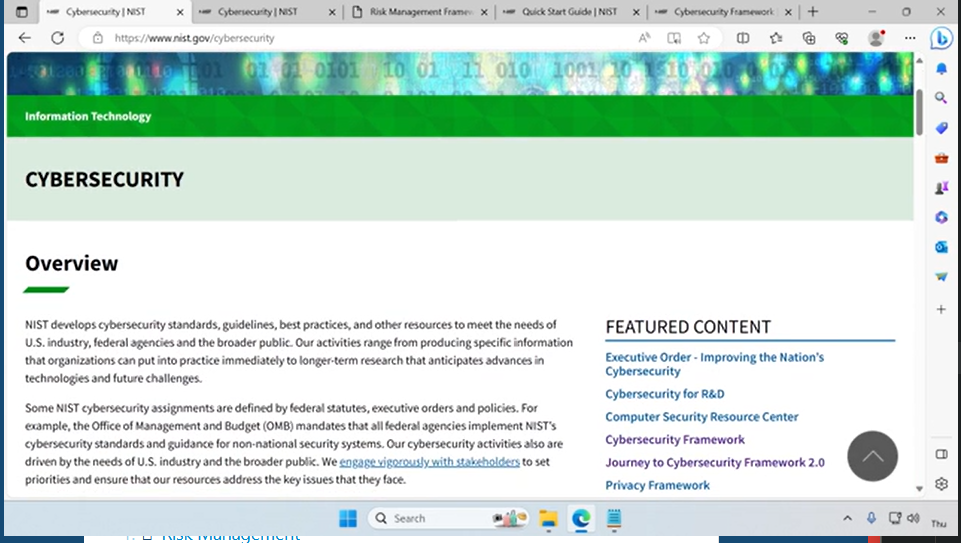 Cybersecurity | NIST
Cybersecurity | NIST
Risk Management Framew
Quick Start Guide | NIST
Cybersecurity Framework
https://www.nist.gov/cybersecurity
Information Technology
CYBERSECURITY
Overview
NIST develops cybersecurity standards, guidelines, best practices, and other resources to meet the needs of
U.S. industry, federal agencies and the broader public. Our activities range from producing specific information
that organizations can put into practice immediately to longer-term research that anticipates advances in
technologies and future challenges.
Some NIST cybersecurity assignments are defined by federal statutes, executive orders and policies. For
example, the Office of Management and Budget (OMB) mandates that all federal agencies implement NIST's
cybersecurity standards and guidance for non-national security systems. Our cybersecurity activities also are
driven by the needs of U.S. industry and the broader public. We engage vigorously with stakeholders to set
priorities and ensure that our resources address the key issues that they face.
FEATURED CONTENT
Executive Order - Improving the Nation's
Cybersecurity
Cybersecurity for R&D
Computer Security Resource Center
Cybersecurity Framework
Journey to Cybersecurity Framework 2.0
Privacy Framework
Search
Thu
Risk Management